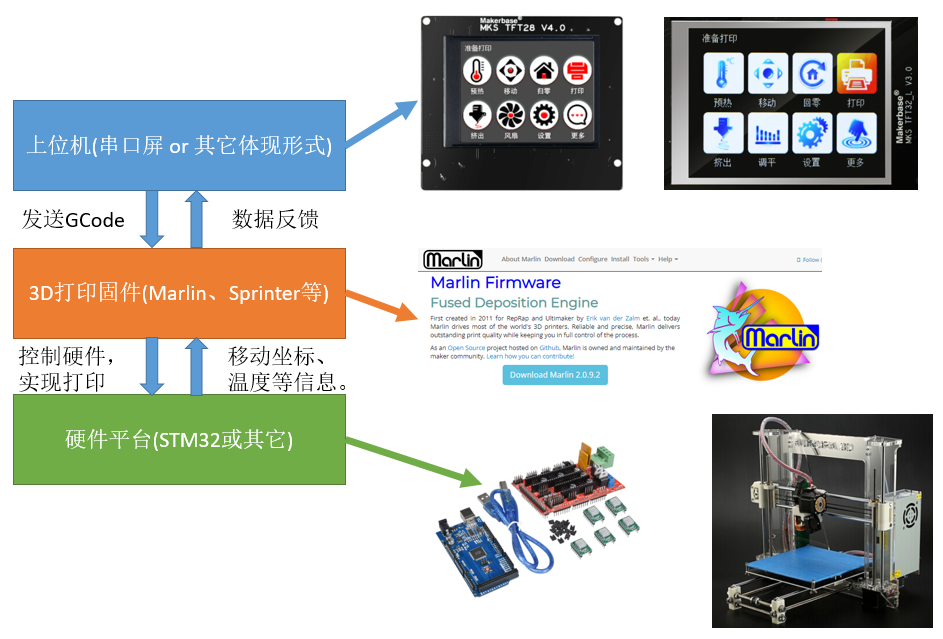 上位机(串口屏 or 其它体现形式)
发送GCode
数据反馈
3D打印固件(Marlin、Sprinter等)
控制硬件，
实现打印
移动坐标、
温度等信息。
硬件平台(STM32或其它)
Makerbase®
MKS TFT28 V4.0
准备打印
预热 移动 归零 打印
挤出 风扇 设置 更多
准备打印
预热 移动 回零 打印
挤出 调平 设置 更多
Makerbase®
MKS TFT32_L V3.0
Marlin
About Marlin Download Configure Install Tools Help
Follow
Marlin Firmware
Fused Deposition Engine
First created in 2011 for RepRap and Ultimaker by Erik van der Zalm et. al., today
Marlin drives most of the world's 3D printers. Reliable and precise, Marlin delivers
outstanding print quality while keeping you in full control of the process.
As an Open Source project hosted on Github, Marlin is owned and maintained by the
maker community. Learn how you can contribute!
Download Marlin 2.0.9.2
Marlin